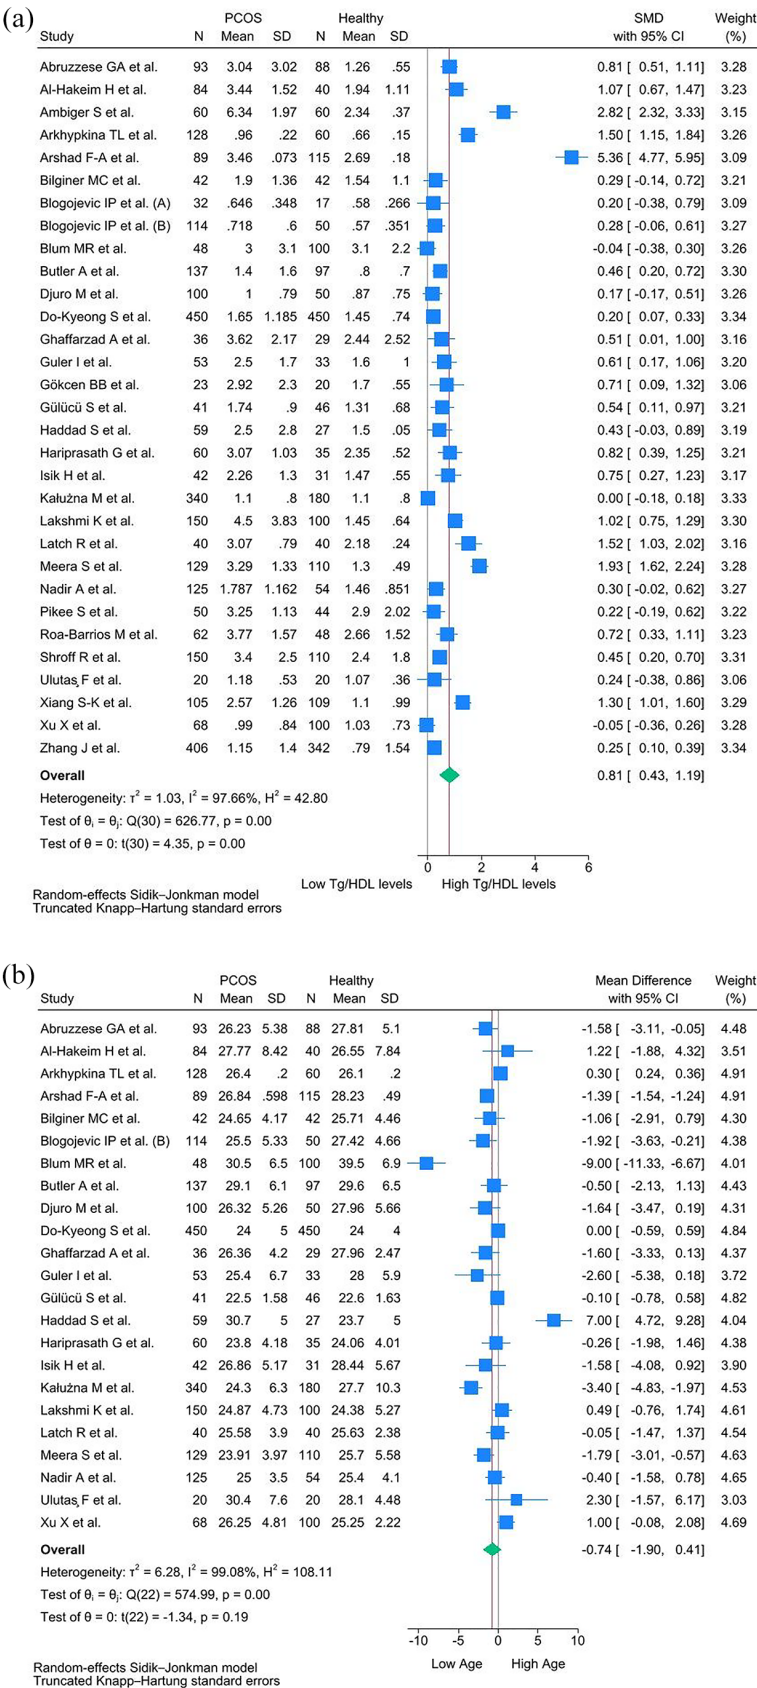 (a)
PCOS Healthy SMD Weight
Study N Mean SD N Mean SD with 95% CI (%)
Abruzzese GA et al. 93 3.04 3.02 88 1.26 .55 0.81 [ 0.51, 1.11] 3.28
Al-Hakeim H et al. 84 3.44 1.52 40 1.94 1.11 1.07 [ 0.67, 1.47] 3.23
Ambiger S et al. 60 6.34 1.97 60 2.34 .37 2.82 [ 2.32, 3.33] 3.15
Arkhypkina TL et al. 128 .96 .22 60 .66 .15 1.50 [ 1.15, 1.84] 3.26
Arshad F-A et al. 89 3.46 .073 115 2.69 .18 5.36 [ 4.77, 5.95] 3.09
Bilginer MC et al. 42 1.9 1.36 42 1.54 1.1 0.29 [ -0.14, 0.72] 3.21
Blogojevic IP et al. (A) 32 .646 .348 17 .58 .266 0.20 [ -0.38, 0.79] 3.09
Blogojevic IP et al. (B) 114 .718 .6 50 .57 .351 0.28 [ -0.06, 0.61] 3.27
Blum MR et al. 48 3 3.1 100 3.1 2.2 -0.04 [ -0.38, 0.30] 3.26
Butler A et al. 137 1.4 1.6 97 .8 .7 0.46 [ 0.20, 0.72] 3.30
Djuro M et al. 100 1 .79 50 .87 .75 0.17 [ -0.17, 0.51] 3.26
Do-Kyeong S et al. 450 1.65 1.185 450 1.45 .74 0.20 [ 0.07, 0.33] 3.34
Ghaffarzad A et al. 36 3.62 2.17 29 2.44 2.52 0.51 [ 0.01, 1.00] 3.16
Guler I et al. 53 2.5 1.7 33 1.6 1 0.61 [ 0.17, 1.06] 3.20
Gökcen BB et al. 23 2.92 2.3 20 1.7 .55 0.71 [ 0.09, 1.32] 3.06
Gülücü S et al. 41 1.74 .9 46 1.31 .68 0.54 [ 0.11, 0.97] 3.21
Haddad S et al. 59 2.5 2.8 27 1.5 .05 0.43 [ -0.03, 0.89] 3.19
Hariprasath G et al. 60 3.07 1.03 35 2.35 .52 0.82 [ 0.39, 1.25] 3.21
Isik H et al. 42 2.26 1.3 31 1.47 .55 0.75 [ 0.27, 1.23] 3.17
Kałużna M et al. 340 1.1 .8 180 1.1 .8 0.00 [ -0.18, 0.18] 3.33
Lakshmi K et al. 150 4.5 3.83 100 1.45 .64 1.02 [ 0.75, 1.29] 3.30
Latch R et al. 40 3.07 .79 40 2.18 .24 1.52 [ 1.03, 2.02] 3.16
Meera S et al. 129 3.29 1.33 110 1.3 .49 1.93 [ 1.62, 2.24] 3.28
Nadir A et al. 125 1.787 1.162 54 1.46 .851 0.30 [ -0.02, 0.62] 3.27
Pikee S et al. 50 3.25 1.13 44 2.9 2.02 0.22 [ -0.19, 0.62] 3.22
Roa-Barrios M et al. 62 3.77 1.57 48 2.66 1.52 0.72 [ 0.33, 1.11] 3.23
Shroff R et al. 150 3.4 2.5 110 2.4 1.8 0.45 [ 0.20, 0.70] 3.31
Ulutaş F et al. 20 1.18 .53 20 1.07 .36 0.24 [ -0.38, 0.86] 3.06
Xiang S-K et al. 105 2.57 1.26 109 1.1 .99 1.30 [ 1.01, 1.60] 3.29
Xu X et al. 68 .99 .84 100 1.03 .73 -0.05 [ -0.36, 0.26] 3.28
Zhang J et al. 406 1.15 1.4 342 .79 1.54 0.25 [ 0.10, 0.39] 3.34
Overall 0.81 [ 0.43, 1.19]
Heterogeneity: τ² = 1.03, I² = 97.66%, H² = 42.80
Test of θᵢ = θⱼ: Q(30) = 626.77, p = 0.00
Test of θ = 0: t(30) = 4.35, p = 0.00
0 2 4 6
Low Tg/HDL levels High Tg/HDL levels
Random-effects Sidik–Jonkman model
Truncated Knapp–Hartung standard errors
(b)
PCOS Healthy Mean Difference Weight
Study N Mean SD N Mean SD with 95% CI (%)
Abruzzese GA et al. 93 26.23 5.38 88 27.81 5.1 -1.58 [ -3.11, -0.05] 4.48
Al-Hakeim H et al. 84 27.77 8.42 40 26.55 7.84 1.22 [ -1.88, 4.32] 3.51
Arkhypkina TL et al. 128 26.4 .2 60 26.1 .2 0.30 [ 0.24, 0.36] 4.91
Arshad F-A et al. 89 26.84 .598 115 28.23 .49 -1.39 [ -1.54, -1.24] 4.91
Bilginer MC et al. 42 24.65 4.17 42 25.71 4.46 -1.06 [ -2.91, 0.79] 4.30
Blogojevic IP et al. (B) 114 25.5 5.33 50 27.42 4.66 -1.92 [ -3.63, -0.21] 4.38
Blum MR et al. 48 30.5 6.5 100 39.5 6.9 -9.00 [ -11.33, -6.67] 4.01
Butler A et al. 137 29.1 6.1 97 29.6 6.5 -0.50 [ -2.13, 1.13] 4.43
Djuro M et al. 100 26.32 5.26 50 27.96 5.66 -1.64 [ -3.47, 0.19] 4.31
Do-Kyeong S et al. 450 24 5 450 24 4 0.00 [ -0.59, 0.59] 4.84
Ghaffarzad A et al. 36 26.36 4.2 29 27.96 2.47 -1.60 [ -3.33, 0.13] 4.37
Guler I et al. 53 25.4 6.7 33 28 5.9 -2.60 [ -5.38, 0.18] 3.72
Gülücü S et al. 41 22.5 1.58 46 22.6 1.63 -0.10 [ -0.78, 0.58] 4.82
Haddad S et al. 59 30.7 5 27 23.7 5 7.00 [ 4.72, 9.28] 4.04
Hariprasath G et al. 60 23.8 4.18 35 24.06 4.01 -0.26 [ -1.98, 1.46] 4.38
Isik H et al. 42 26.86 5.17 31 28.44 5.67 -1.58 [ -4.08, 0.92] 3.90
Kałużna M et al. 340 24.3 6.3 180 27.7 10.3 -3.40 [ -4.83, -1.97] 4.53
Lakshmi K et al. 150 24.87 4.73 100 24.38 5.27 0.49 [ -0.76, 1.74] 4.61
Latch R et al. 40 25.58 3.9 40 25.63 2.38 -0.05 [ -1.47, 1.37] 4.54
Meera S et al. 129 23.91 3.97 110 25.7 5.58 -1.79 [ -3.01, -0.57] 4.63
Nadir A et al. 125 25 3.5 54 25.4 4.1 -0.40 [ -1.58, 0.78] 4.65
Ulutaş F et al. 20 30.4 7.6 20 28.1 4.48 2.30 [ -1.57, 6.17] 3.03
Xu X et al. 68 26.25 4.81 100 25.25 2.22 1.00 [ -0.08, 2.08] 4.69
Overall -0.74 [ -1.90, 0.41]
Heterogeneity: τ² = 6.28, I² = 99.08%, H² = 108.11
Test of θᵢ = θⱼ: Q(22) = 574.99, p = 0.00
Test of θ = 0: t(22) = -1.34, p = 0.19
-10 -5 0 5 10
Low Age High Age
Random-effects Sidik–Jonkman model
Truncated Knapp–Hartung standard errors